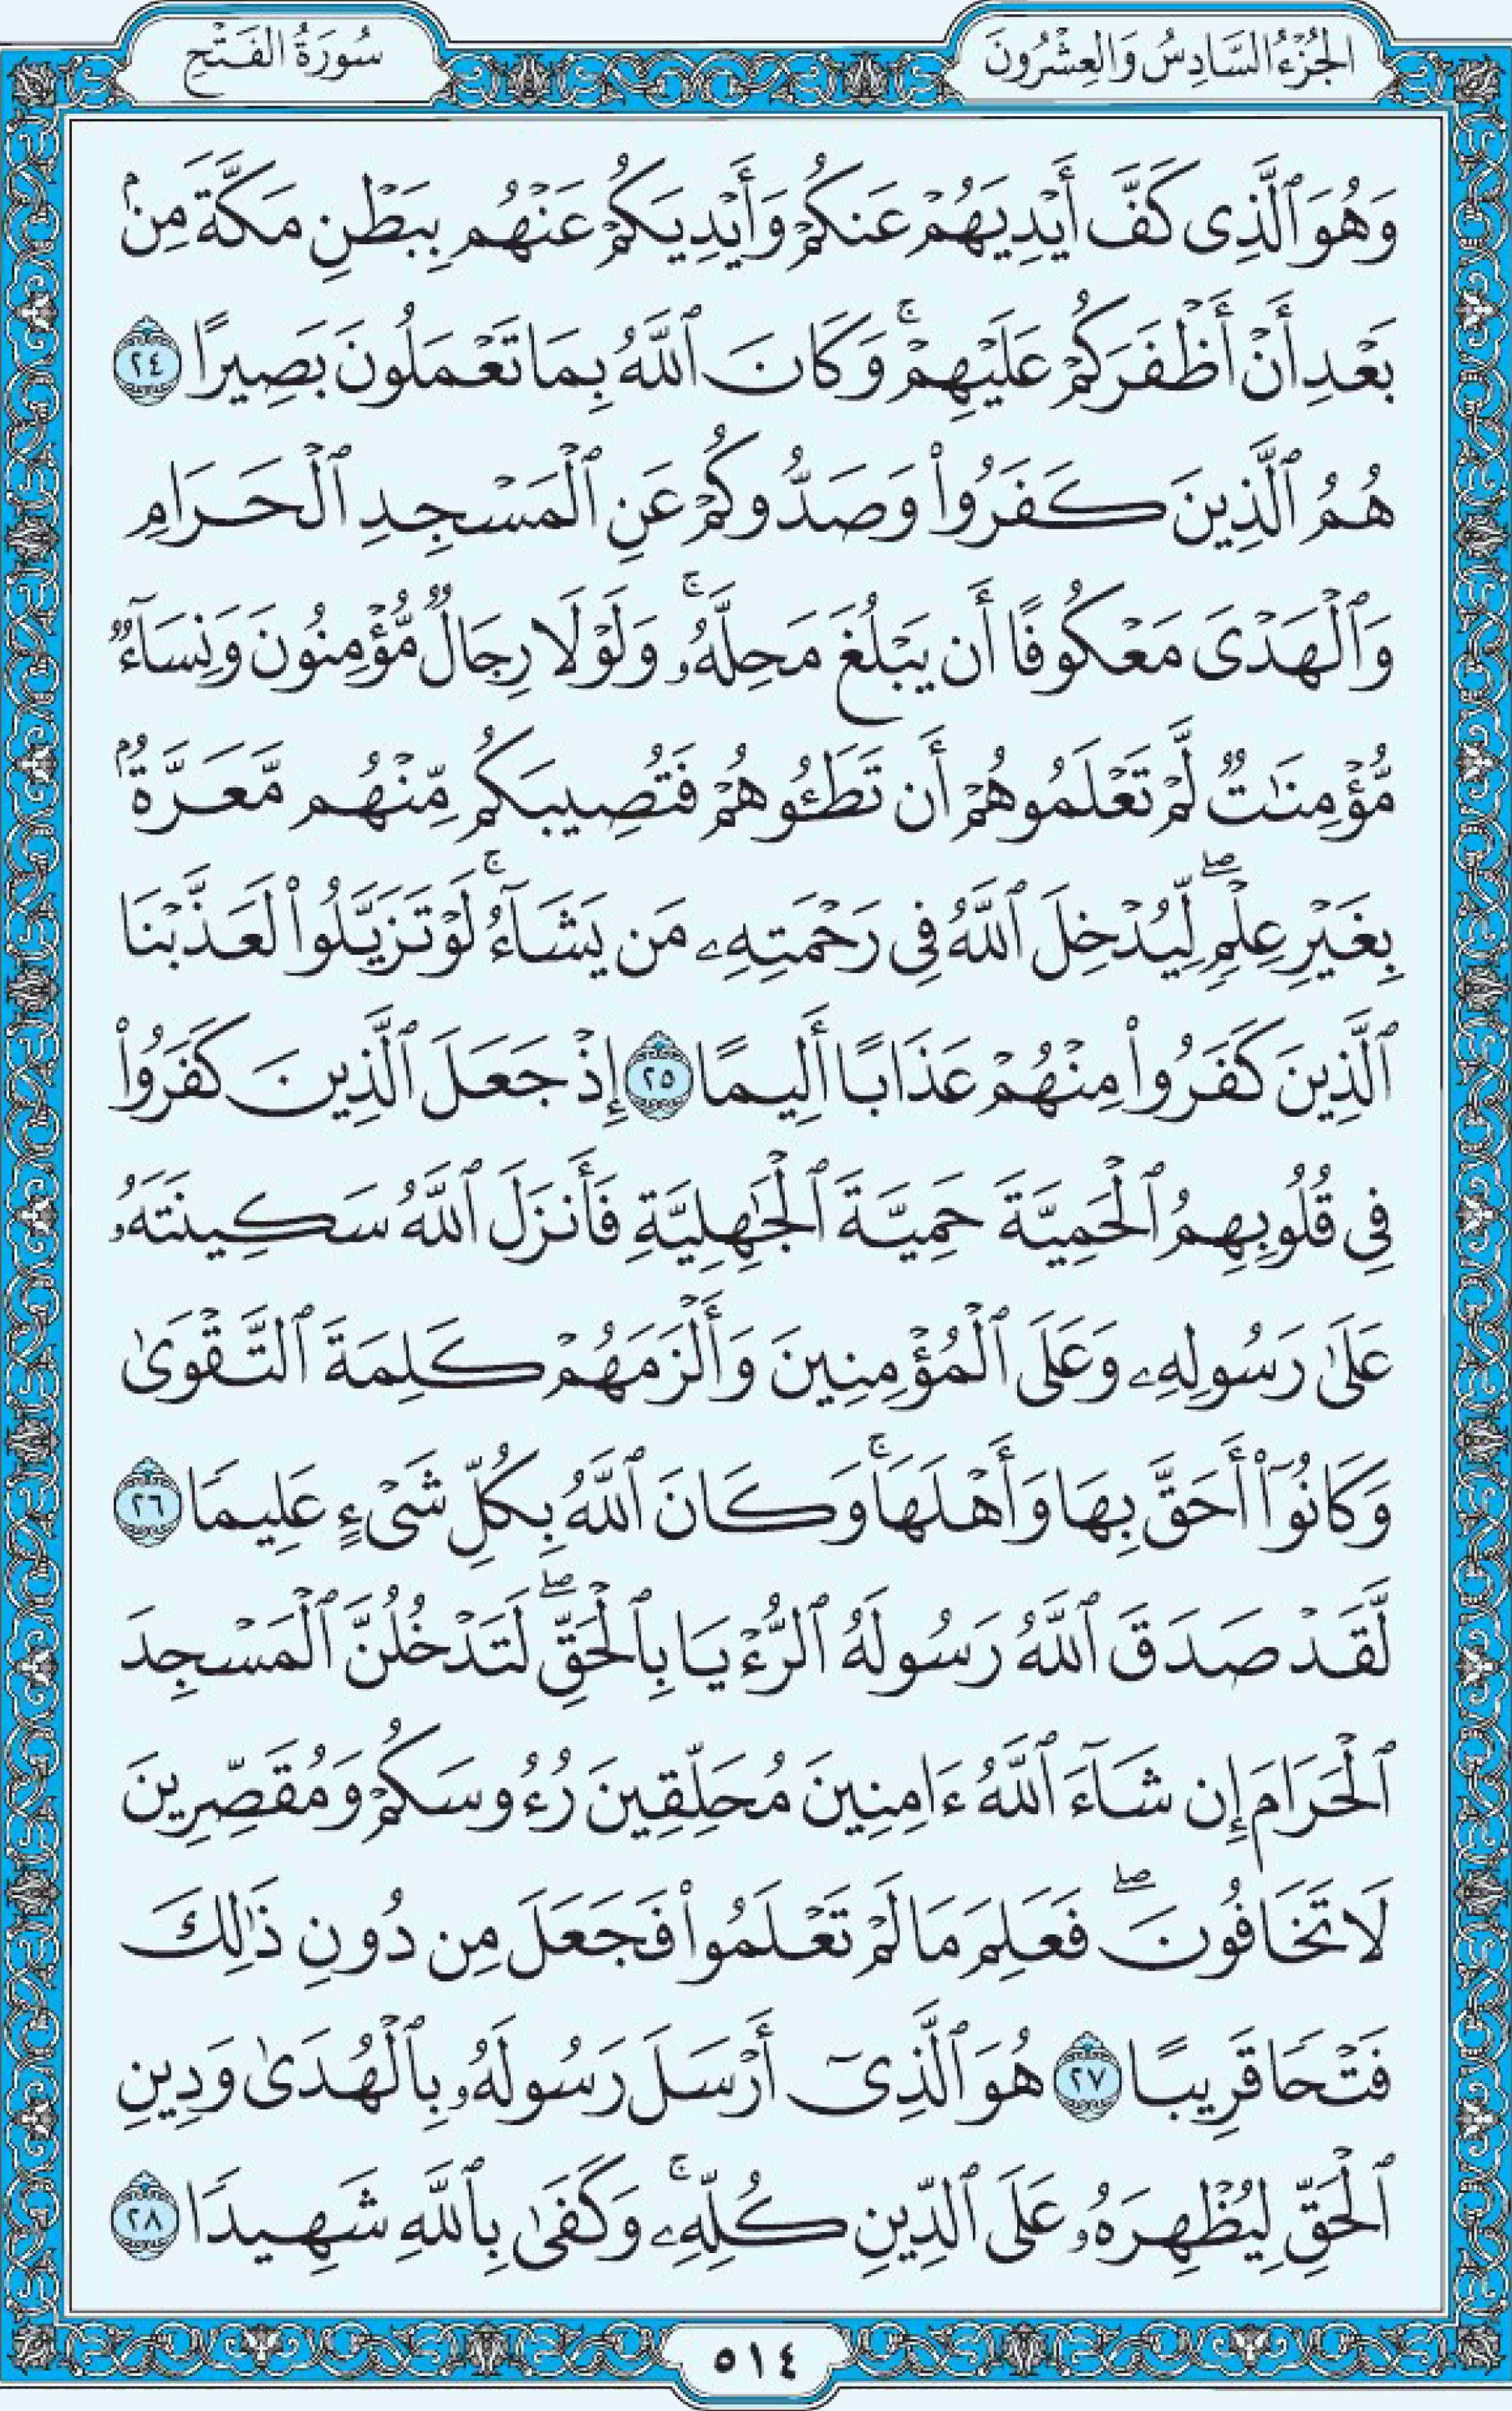 الجُزْءُ السَّادِسُ وَالعِشْرُونَ
سُورَةُ الفَتْحِ
وَهُوَ ٱلَّذِى كَفَّ أَيْدِيَهُمْ عَنكُمْ وَأَيْدِيَكُمْ عَنْهُم بِبَطْنِ مَكَّةَ مِنۢ
بَعْدِ أَنْ أَظْفَرَكُمْ عَلَيْهِمْ ۚ وَكَانَ ٱللَّهُ بِمَا تَعْمَلُونَ بَصِيرًا ٢٤
هُمُ ٱلَّذِينَ كَفَرُوا۟ وَصَدُّوكُمْ عَنِ ٱلْمَسْجِدِ ٱلْحَرَامِ
وَٱلْهَدْىَ مَعْكُوفًا أَن يَبْلُغَ مَحِلَّهُۥ ۚ وَلَوْلَا رِجَالٌ مُّؤْمِنُونَ وَنِسَآءٌ
مُّؤْمِنَـٰتٌ لَّمْ تَعْلَمُوهُمْ أَن تَطَـُٔوهُمْ فَتُصِيبَكُم مِّنْهُم مَّعَرَّةٌۢ
بِغَيْرِ عِلْمٍ ۖ لِّيُدْخِلَ ٱللَّهُ فِى رَحْمَتِهِۦ مَن يَشَآءُ ۚ لَوْ تَزَيَّلُوا۟ لَعَذَّبْنَا
ٱلَّذِينَ كَفَرُوا۟ مِنْهُمْ عَذَابًا أَلِيمًا ٢٥ إِذْ جَعَلَ ٱلَّذِينَ كَفَرُوا۟
فِى قُلُوبِهِمُ ٱلْحَمِيَّةَ حَمِيَّةَ ٱلْجَـٰهِلِيَّةِ فَأَنزَلَ ٱللَّهُ سَكِينَتَهُۥ
عَلَىٰ رَسُولِهِۦ وَعَلَى ٱلْمُؤْمِنِينَ وَأَلْزَمَهُمْ كَلِمَةَ ٱلتَّقْوَىٰ
وَكَانُوٓا۟ أَحَقَّ بِهَا وَأَهْلَهَا ۚ وَكَانَ ٱللَّهُ بِكُلِّ شَىْءٍ عَلِيمًا ٢٦
لَّقَدْ صَدَقَ ٱللَّهُ رَسُولَهُ ٱلرُّءْيَا بِٱلْحَقِّ ۖ لَتَدْخُلُنَّ ٱلْمَسْجِدَ
ٱلْحَرَامَ إِن شَآءَ ٱللَّهُ ءَامِنِينَ مُحَلِّقِينَ رُءُوسَكُمْ وَمُقَصِّرِينَ
لَا تَخَافُونَ ۖ فَعَلِمَ مَا لَمْ تَعْلَمُوا۟ فَجَعَلَ مِن دُونِ ذَٰلِكَ
فَتْحًا قَرِيبًا ٢٧ هُوَ ٱلَّذِىٓ أَرْسَلَ رَسُولَهُۥ بِٱلْهُدَىٰ وَدِينِ
ٱلْحَقِّ لِيُظْهِرَهُۥ عَلَى ٱلدِّينِ كُلِّهِۦ ۚ وَكَفَىٰ بِٱللَّهِ شَهِيدًا ٢٨
٥١٤